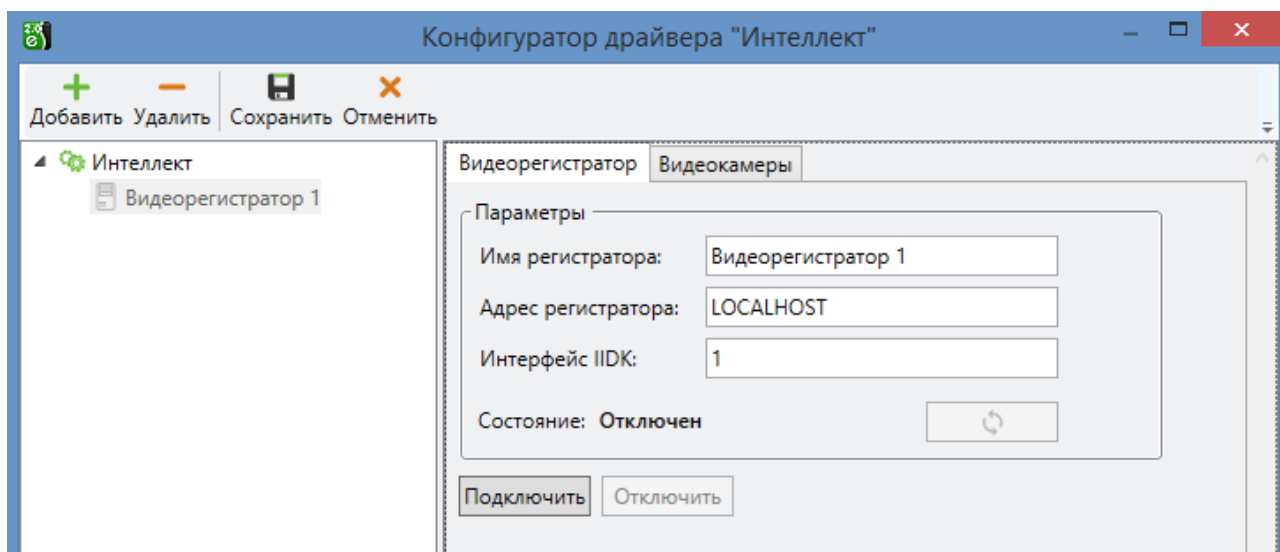 Конфигуратор драйвера "Интеллект"
Добавить Удалить Сохранить Отменить
Интеллект
Видеорегистратор 1
Видеорегистратор Видеокамеры
Параметры
Имя регистратора: Видеорегистратор 1
Адрес регистратора: LOCALHOST
Интерфейс IIDK: 1
Состояние: Отключен
Подключить Отключить